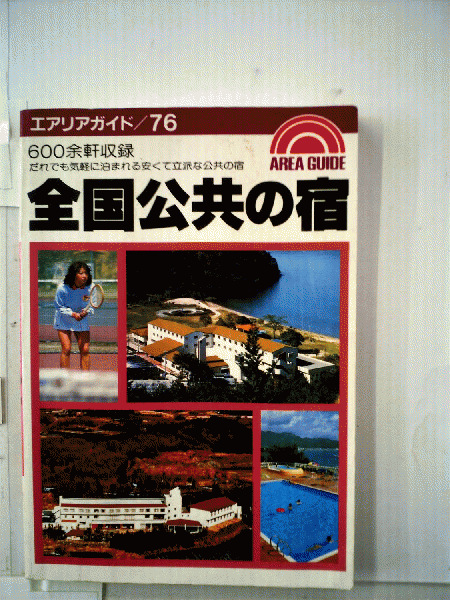 エアリアガイド/76
AREA GUIDE
600余軒収録
だれでも気軽に泊まれる安くて立派な公共の宿
全国公共の宿